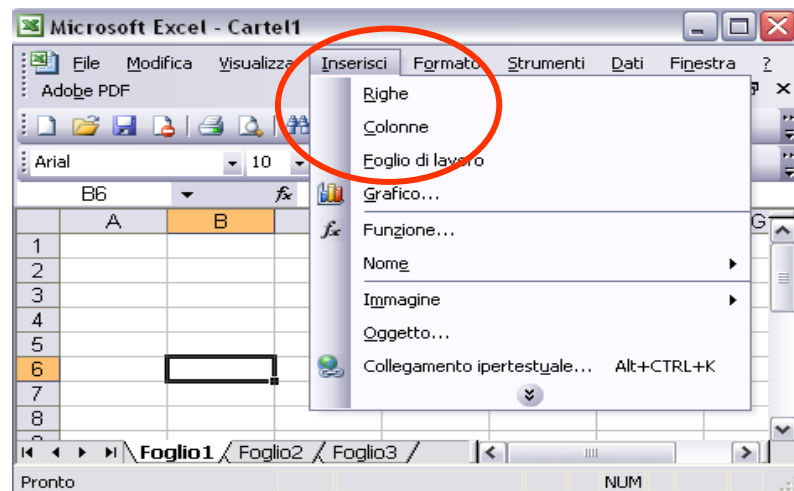 Microsoft Excel - Cartel1
File Modifica Visualizza Inserisci Formato Strumenti Dati Finestra ?
Adobe PDF
Righe
Colonne
Foglio di lavoro
Grafico...
Funzione...
Nome
Immagine
Oggetto...
Collegamento ipertestuale... Alt+CTRL+K
Arial 10
B6 fx
A B G
1
2
3
4
5
6
7
8
Foglio1 Foglio2 Foglio3
Pronto NUM